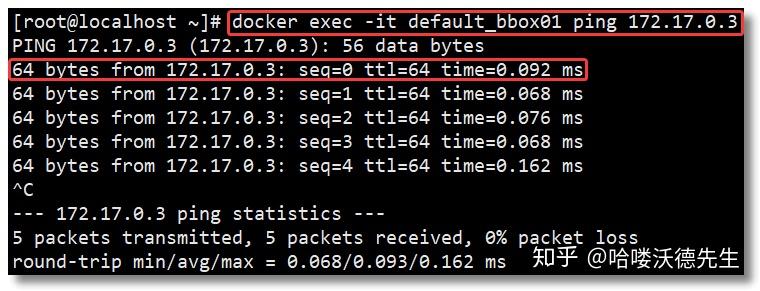 [root@localhost ~]# docker exec -it default_bbox01 ping 172.17.0.3
PING 172.17.0.3 (172.17.0.3): 56 data bytes
64 bytes from 172.17.0.3: seq=0 ttl=64 time=0.092 ms
64 bytes from 172.17.0.3: seq=1 ttl=64 time=0.068 ms
64 bytes from 172.17.0.3: seq=2 ttl=64 time=0.076 ms
64 bytes from 172.17.0.3: seq=3 ttl=64 time=0.068 ms
64 bytes from 172.17.0.3: seq=4 ttl=64 time=0.162 ms
^C
--- 172.17.0.3 ping statistics ---
5 packets transmitted, 5 packets received, 0% packet loss
round-trip min/avg/max = 0.068/0.093/0.162 ms
知乎 @哈喽沃德先生